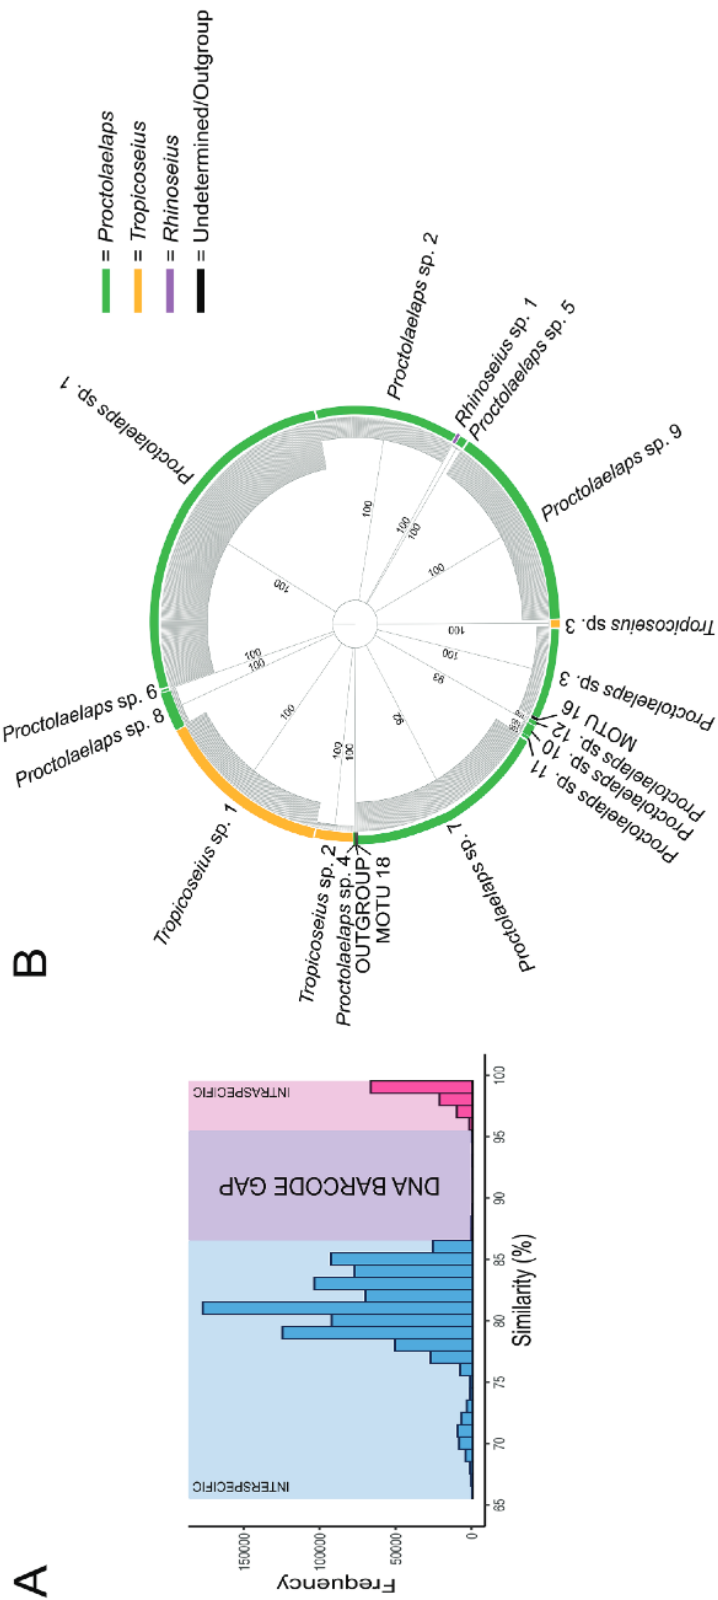 A
INTERSPECIFIC
DNA BARCODE GAP
INTRASPECIFIC
Frequency
150000
100000
50000
0
65
70
75
80
85
90
95
100
Similarity (%)
B
= Proctolaelaps
= Tropicoseius
= Rhinoseius
= Undetermined/Outgroup
Proctolaelaps sp. 1
Proctolaelaps sp. 2
Rhinoseius sp. 1
Proctolaelaps sp. 5
Proctolaelaps sp. 9
Tropicoseius sp. 3
Proctolaelaps sp. 3
MOTU 16
Proctolaelaps sp. 12
Proctolaelaps sp. 10
Proctolaelaps sp. 11
Proctolaelaps sp.7
MOTU 18
OUTGROUP
Proctolaelaps sp. 4
Tropicoseius sp. 2
Tropicoseius sp. 1
Proctolaelaps sp. 8
Proctolaelaps sp. 6
100
100
100
100
100
100
100
93
92
100
100
100
100
100